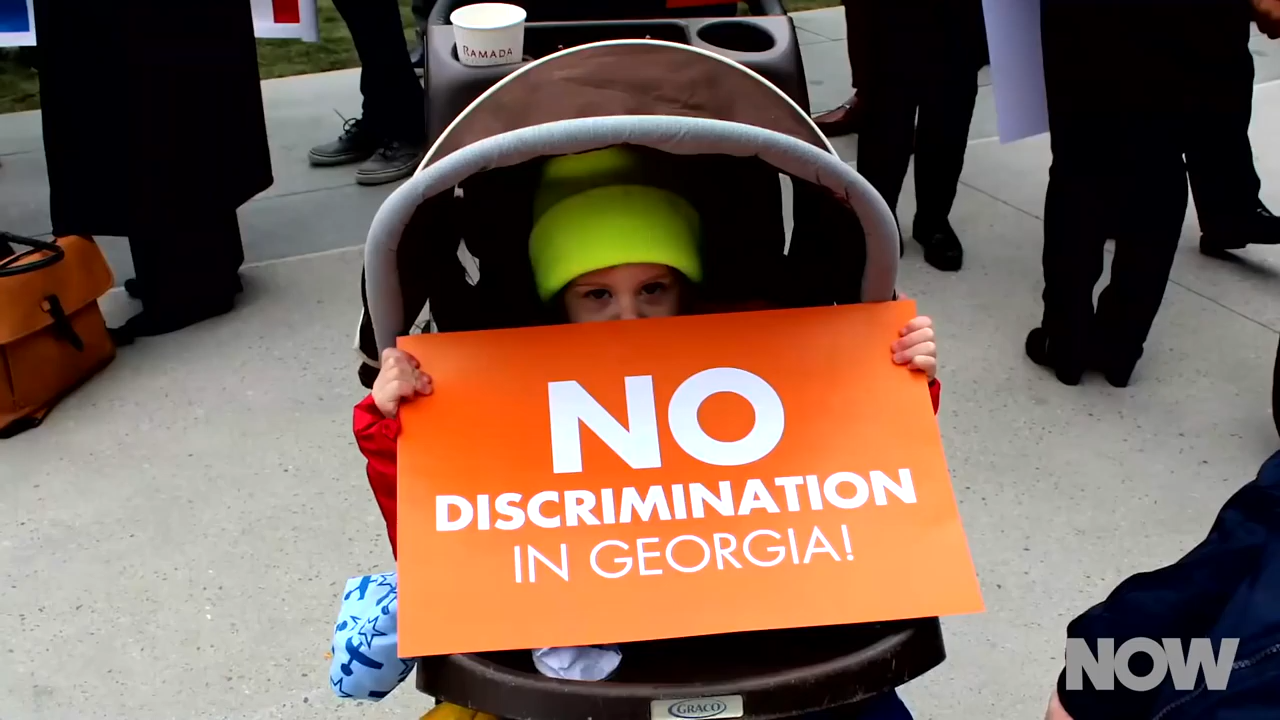 RAMADA
NO
DISCRIMINATION
IN GEORGIA!
GRACO
NOW